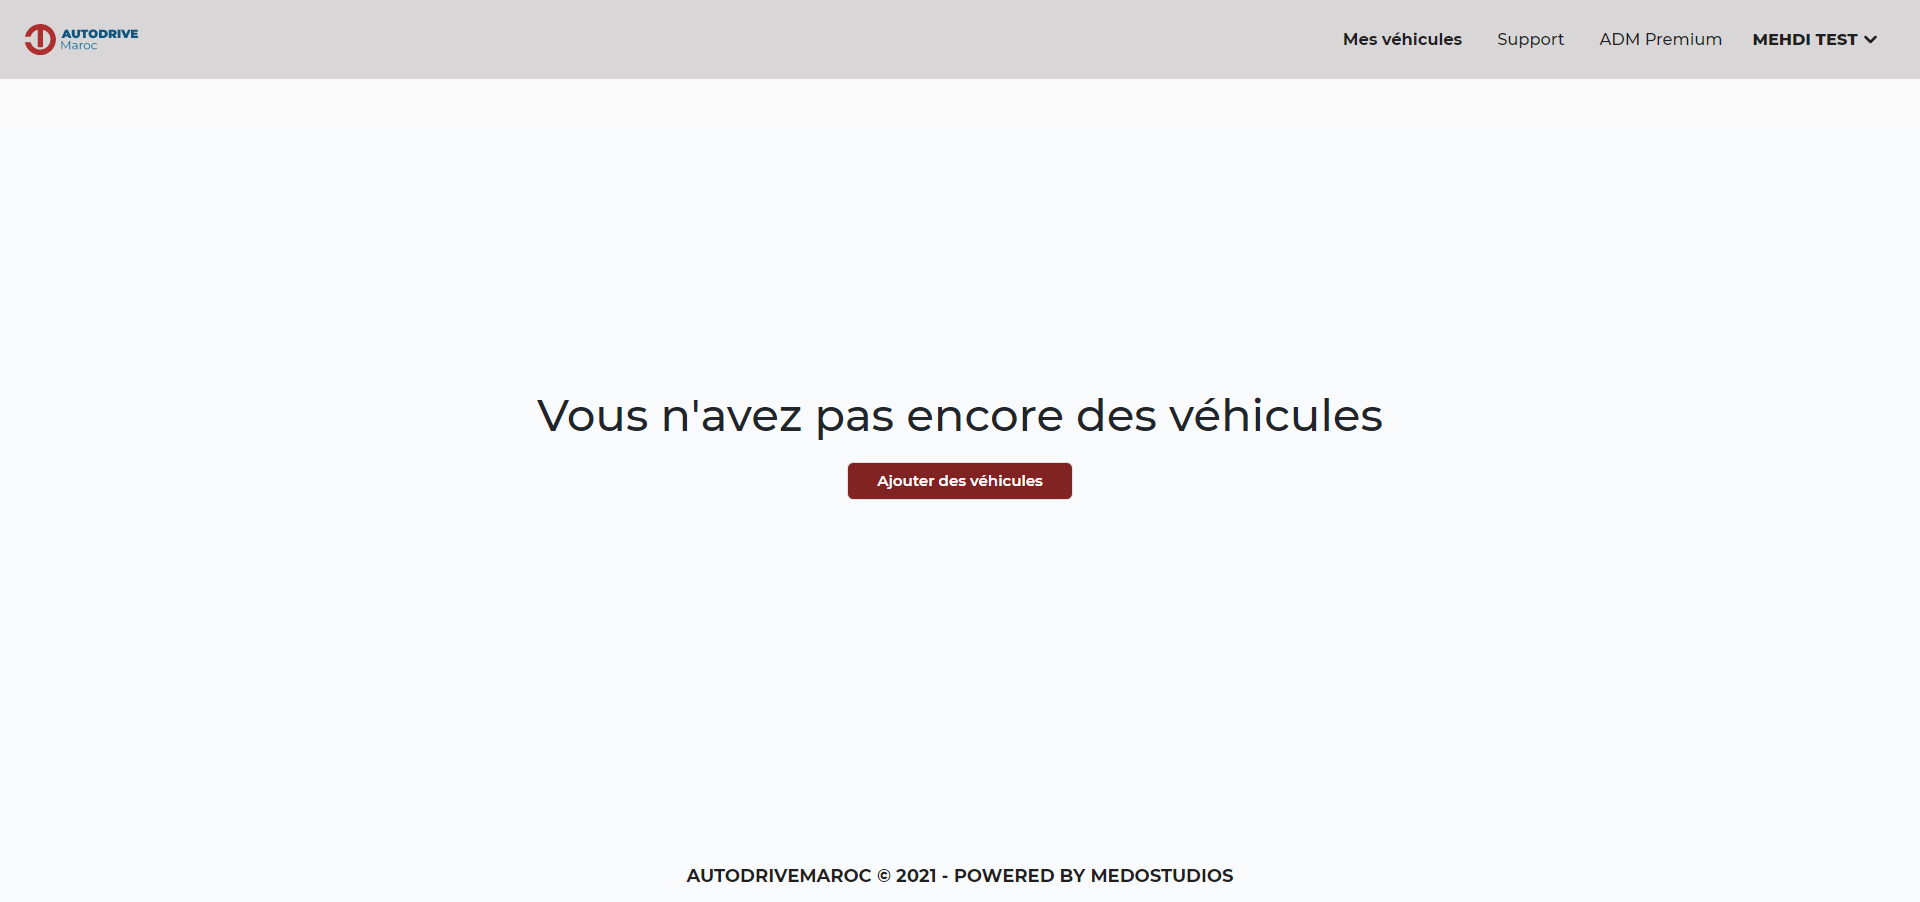 AUTODRIVE
Maroc
Mes véhicules Support ADM Premium MEHDI TEST
Vous n'avez pas encore des véhicules
Ajouter des véhicules
AUTODRIVEMAROC © 2021 - POWERED BY MEDOSTUDIOS